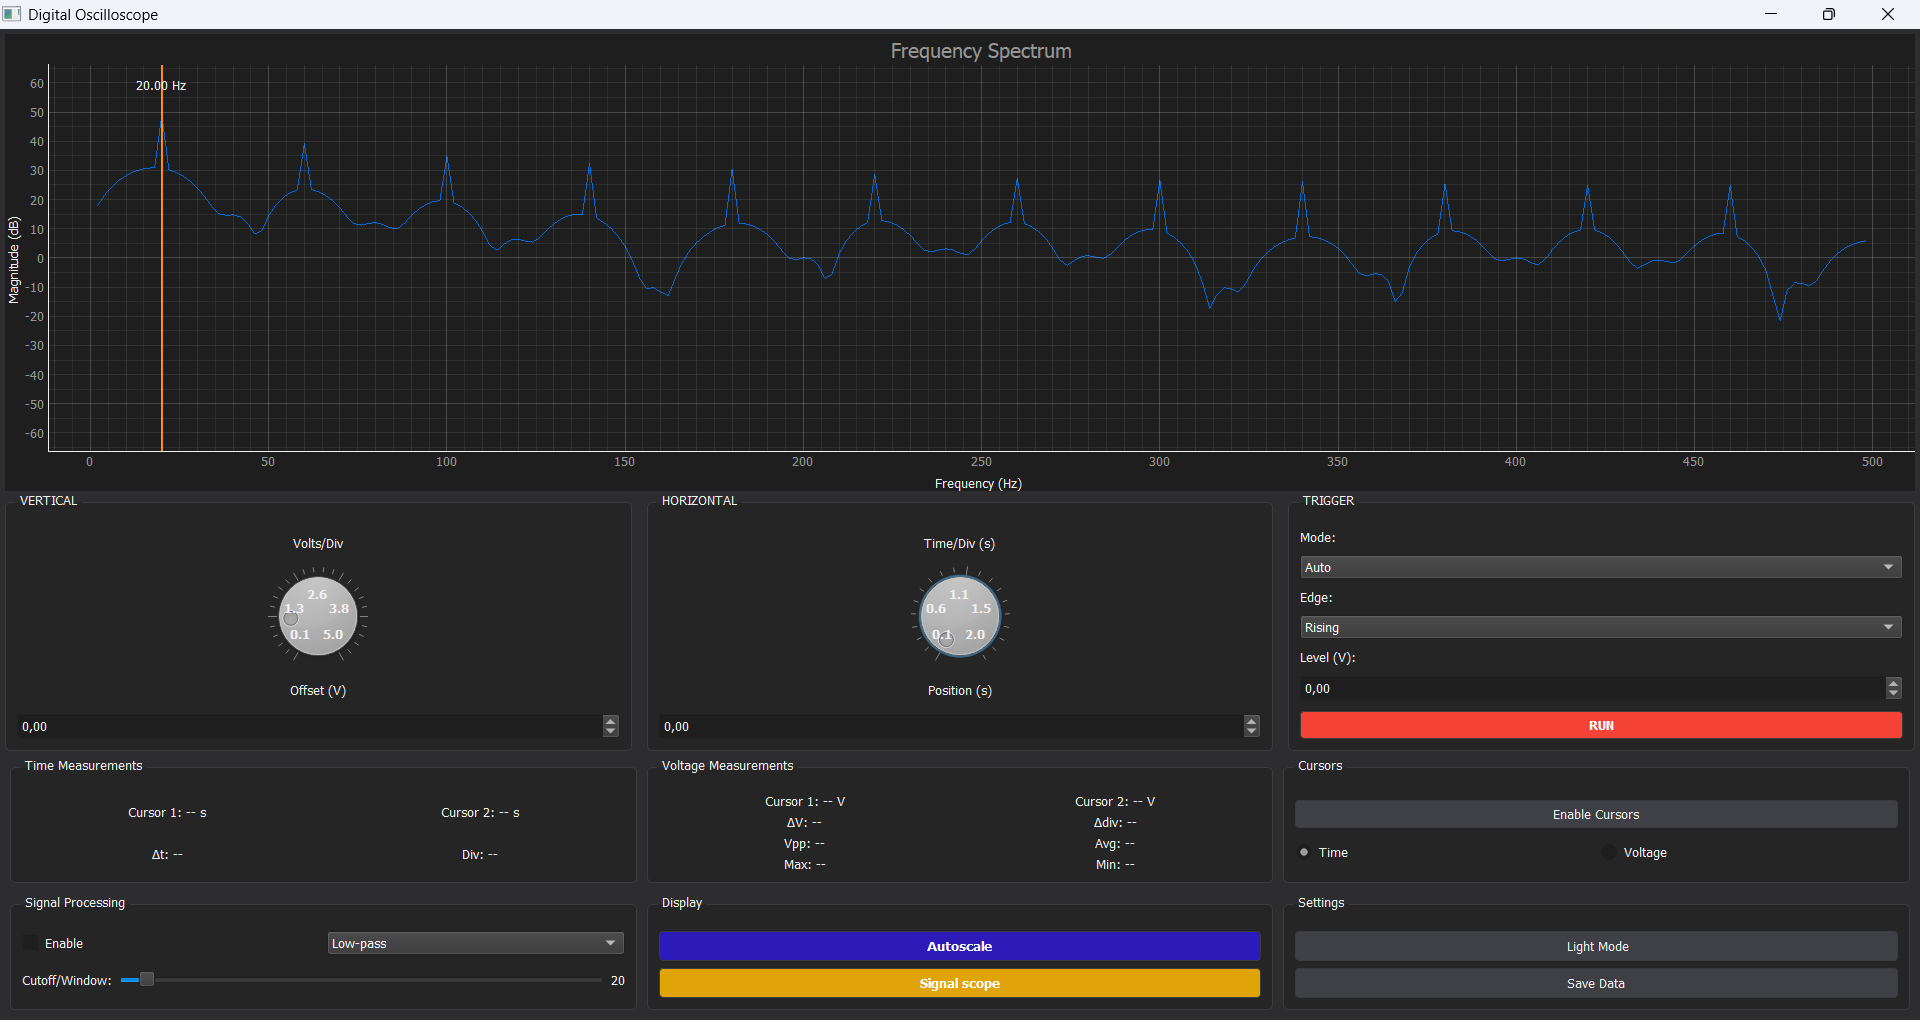 Digital Oscilloscope
Frequency Spectrum
20.00 Hz
60
50
40
30
20
10
0
-10
-20
-30
-40
-50
-60
Magnitude (dB)
0 50 100 150 200 250 300 350 400 450 500
Frequency (Hz)
VERTICAL
Volts/Div
2.6
1.3 3.8
0.1 5.0
Offset (V)
0,00
HORIZONTAL
Time/Div (s)
1.1
0.6 1.5
0.1 2.0
Position (s)
0,00
TRIGGER
Mode:
Auto
Edge:
Rising
Level (V):
0,00
RUN
Time Measurements
Cursor 1: -- s Cursor 2: -- s
Δt: -- Div: --
Voltage Measurements
Cursor 1: -- V Cursor 2: -- V
ΔV: -- Δdiv: --
Vpp: -- Avg: --
Max: -- Min: --
Cursors
Enable Cursors
Time Voltage
Signal Processing
Enable Low-pass
Cutoff/Window: 20
Display
Autoscale
Signal scope
Settings
Light Mode
Save Data